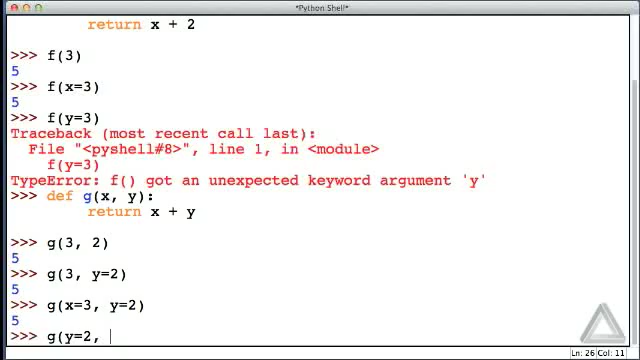 *Python Shell*
return x + 2
>>> f(3)
5
>>> f(x=3)
5
>>> f(y=3)
Traceback (most recent call last):
File "<pyshell#8>", line 1, in <module>
f(y=3)
TypeError: f() got an unexpected keyword argument 'y'
>>> def g(x, y):
return x + y
>>> g(3, 2)
5
>>> g(3, y=2)
5
>>> g(x=3, y=2)
5
>>> g(y=2,
Ln: 26 Col: 11